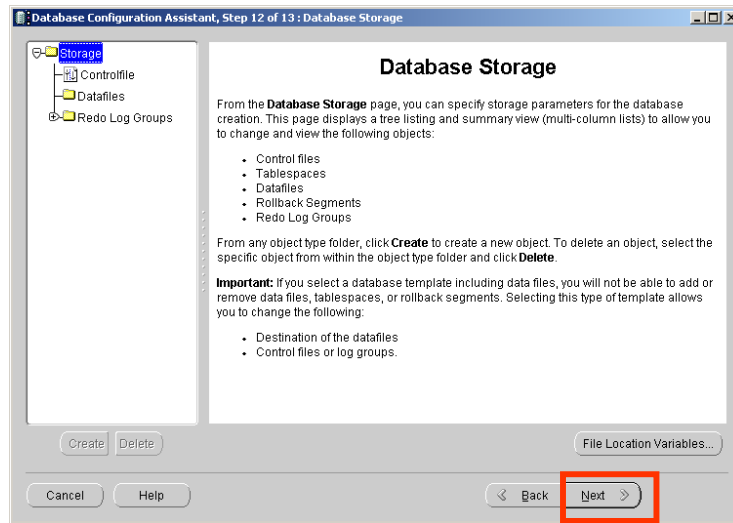 Database Configuration Assistant, Step 12 of 13 : Database Storage
Storage
Controlfile
Datafiles
Redo Log Groups
Database Storage
From the Database Storage page, you can specify storage parameters for the database
creation. This page displays a tree listing and summary view (multi-column lists) to allow you
to change and view the following objects:
• Control files
• Tablespaces
• Datafiles
• Rollback Segments
• Redo Log Groups
From any object type folder, click Create to create a new object. To delete an object, select the
specific object from within the object type folder and click Delete.
Important: If you select a database template including data files, you will not be able to add or
remove data files, tablespaces, or rollback segments. Selecting this type of template allows
you to change the following:
• Destination of the datafiles
• Control files or log groups.
Create Delete
File Location Variables...
Cancel Help Back Next